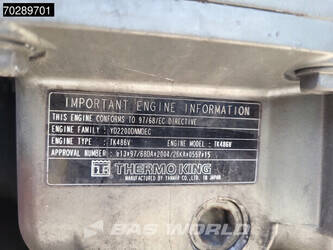 70289701
IMPORTANT ENGINE INFORMATION
THIS ENGINE CONFORMS TO 97/68/EC DIRECTIVE
ENGINE FAMILY : YD2200DNMOEC
ENGINE TYPE : TK486V ENGINE MODEL: TK486V
APPROVAL NUMBER : e13*97/68DA*2004/26KA*0557*15
THERMO KING
MANUFACTURED BY YANMAR CO., LTD. IN JAPAN
BAS World